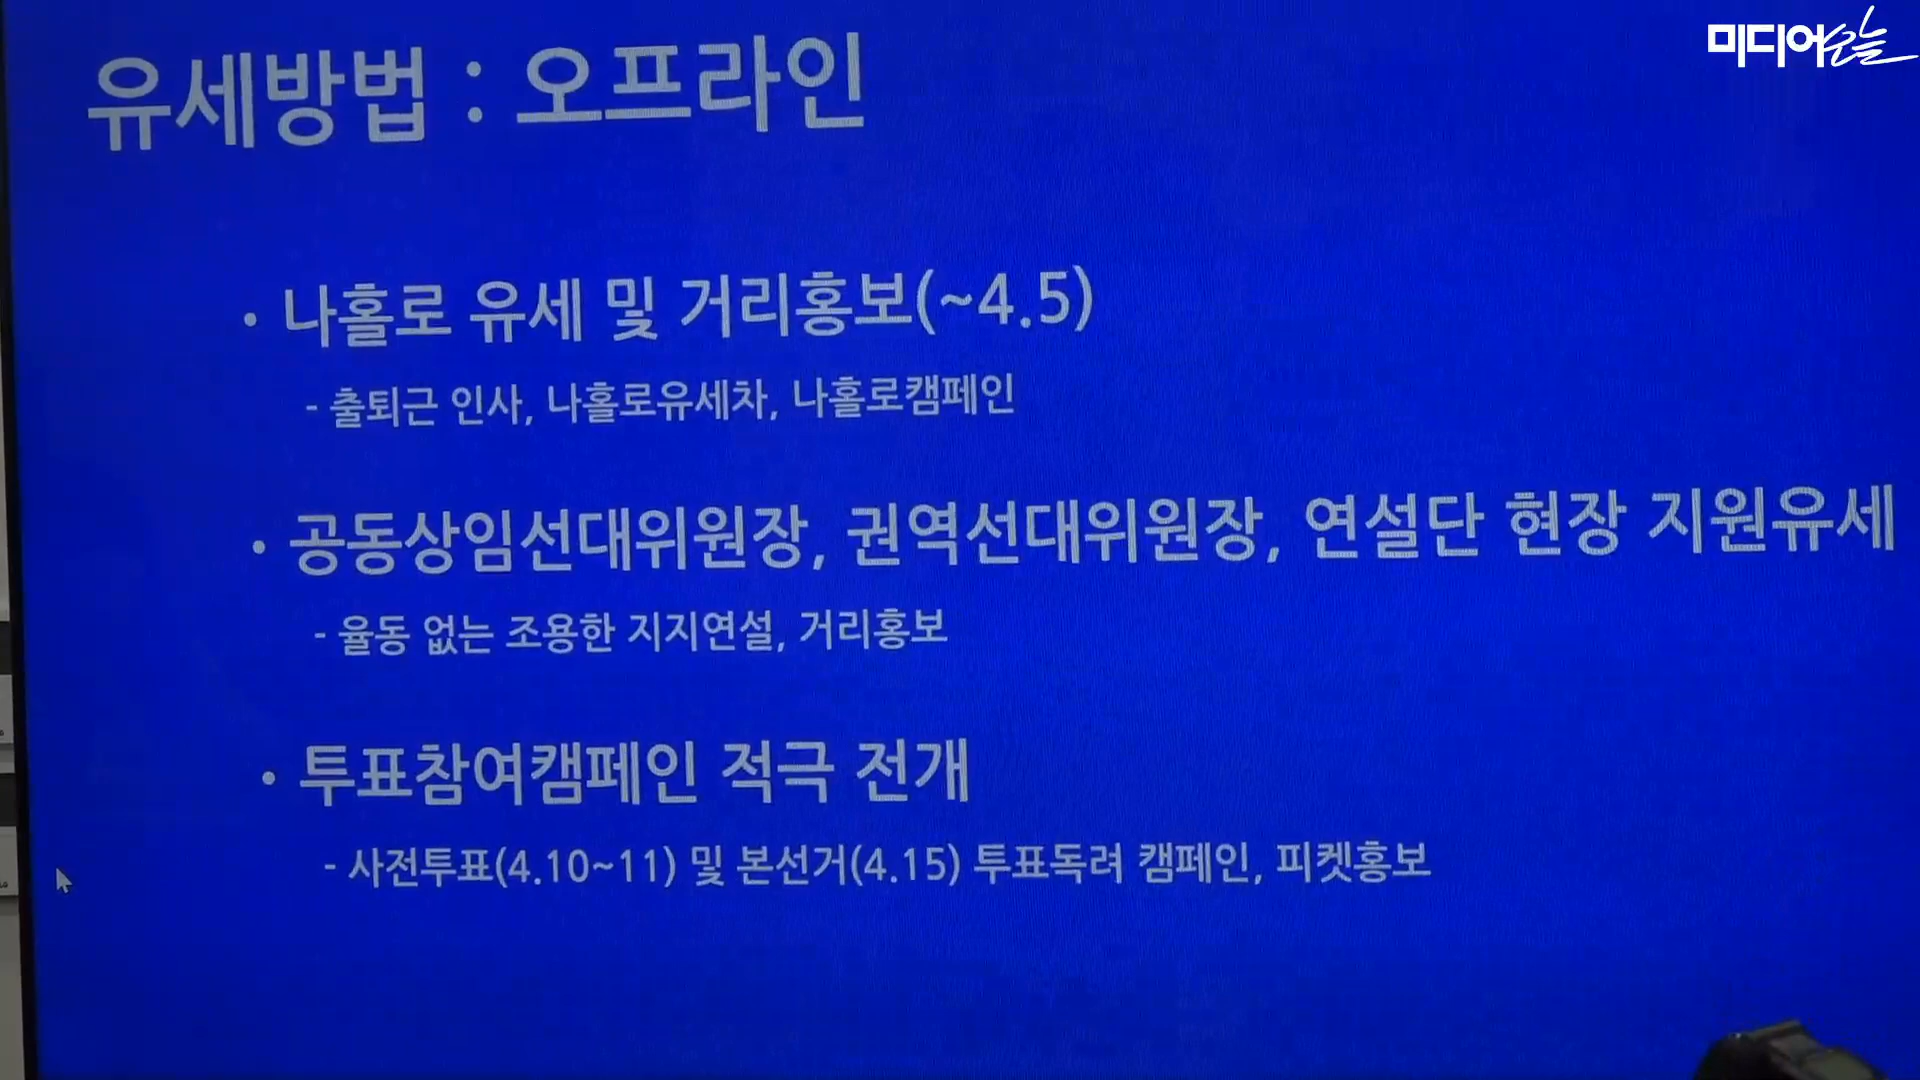 미디어오늘
유세방법 : 오프라인
• 나홀로 유세 및 거리홍보(~4.5)
- 출퇴근 인사, 나홀로유세차, 나홀로캠페인
• 공동상임선대위원장, 권역선대위원장, 연설단 현장 지원유세
- 율동 없는 조용한 지지연설, 거리홍보
• 투표참여캠페인 적극 전개
- 사전투표(4.10~11) 및 본선거(4.15) 투표독려 캠페인, 피켓홍보